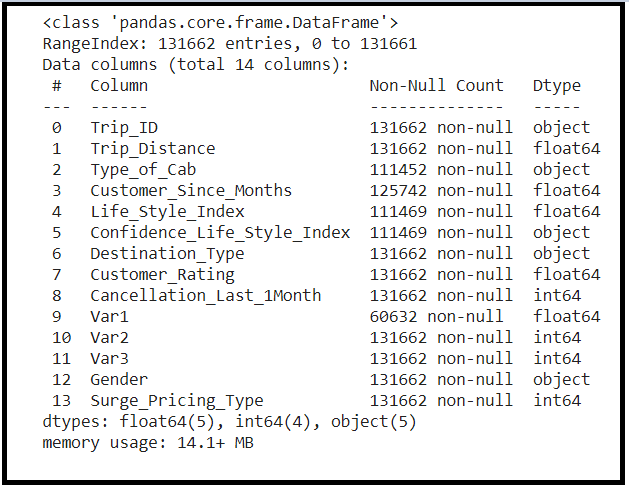 <class 'pandas.core.frame.DataFrame'>
RangeIndex: 131662 entries, 0 to 131661
Data columns (total 14 columns):
 #   Column                      Non-Null Count   Dtype
---  ------                      --------------   -----
 0   Trip_ID                     131662 non-null  object
 1   Trip_Distance               131662 non-null  float64
 2   Type_of_Cab                 111452 non-null  object
 3   Customer_Since_Months       125742 non-null  float64
 4   Life_Style_Index            111469 non-null  float64
 5   Confidence_Life_Style_Index 111469 non-null  object
 6   Destination_Type            131662 non-null  object
 7   Customer_Rating             131662 non-null  float64
 8   Cancellation_Last_1Month    131662 non-null  int64
 9   Var1                        60632 non-null   float64
 10  Var2                        131662 non-null  int64
 11  Var3                        131662 non-null  int64
 12  Gender                      131662 non-null  object
 13  Surge_Pricing_Type          131662 non-null  int64
dtypes: float64(5), int64(4), object(5)
memory usage: 14.1+ MB